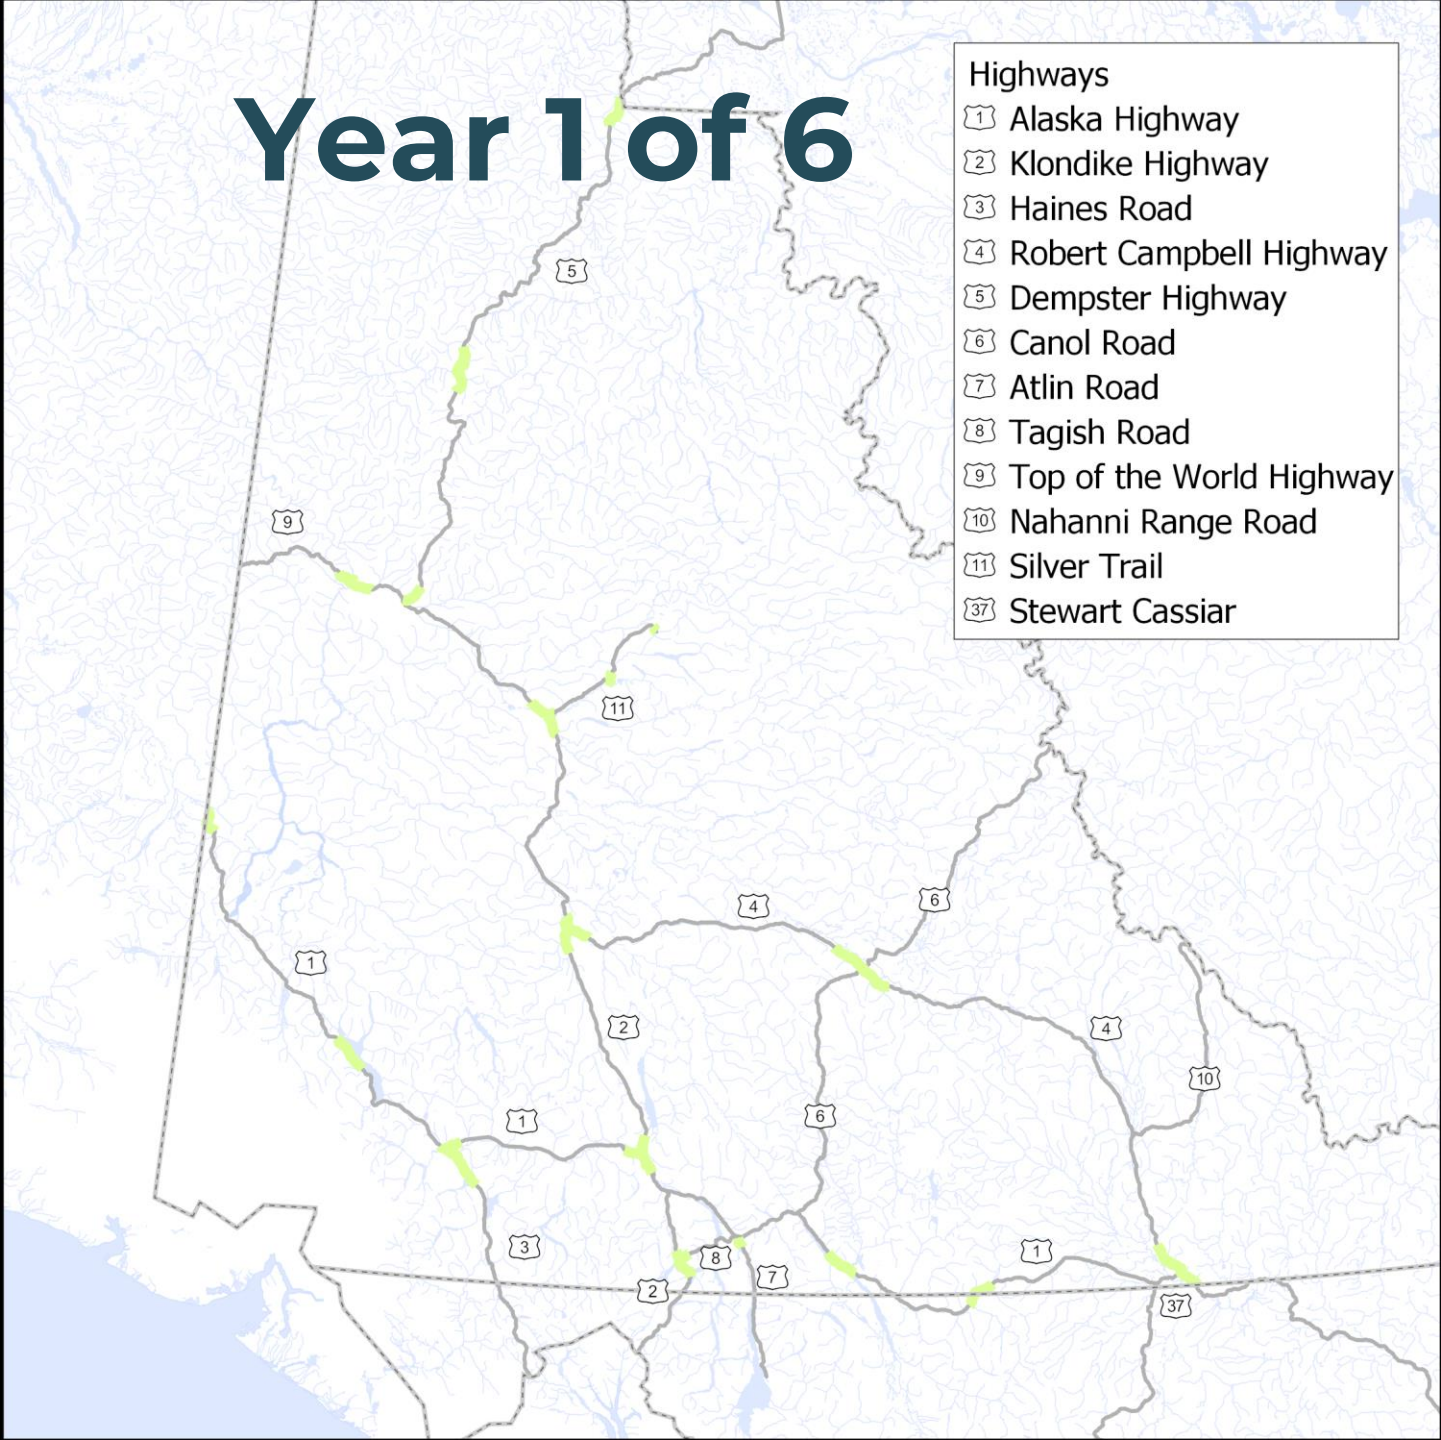 Year 1 of 6
Highways
1 Alaska Highway
2 Klondike Highway
3 Haines Road
4 Robert Campbell Highway
5 Dempster Highway
6 Canol Road
7 Atlin Road
8 Tagish Road
9 Top of the World Highway
10 Nahanni Range Road
11 Silver Trail
37 Stewart Cassiar
5
9
11
4
6
1
2
4
10
1
6
3
8
1
7
2
37